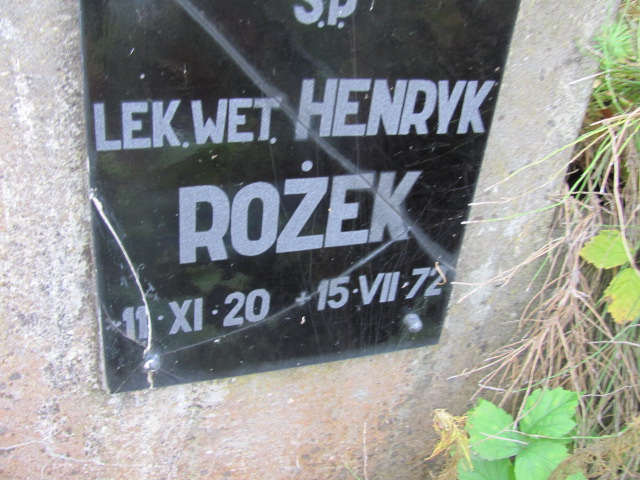 Ś.P.
LEK. WET. HENRYK
ROŻEK
* 11·XI·20 + 15·VII·72